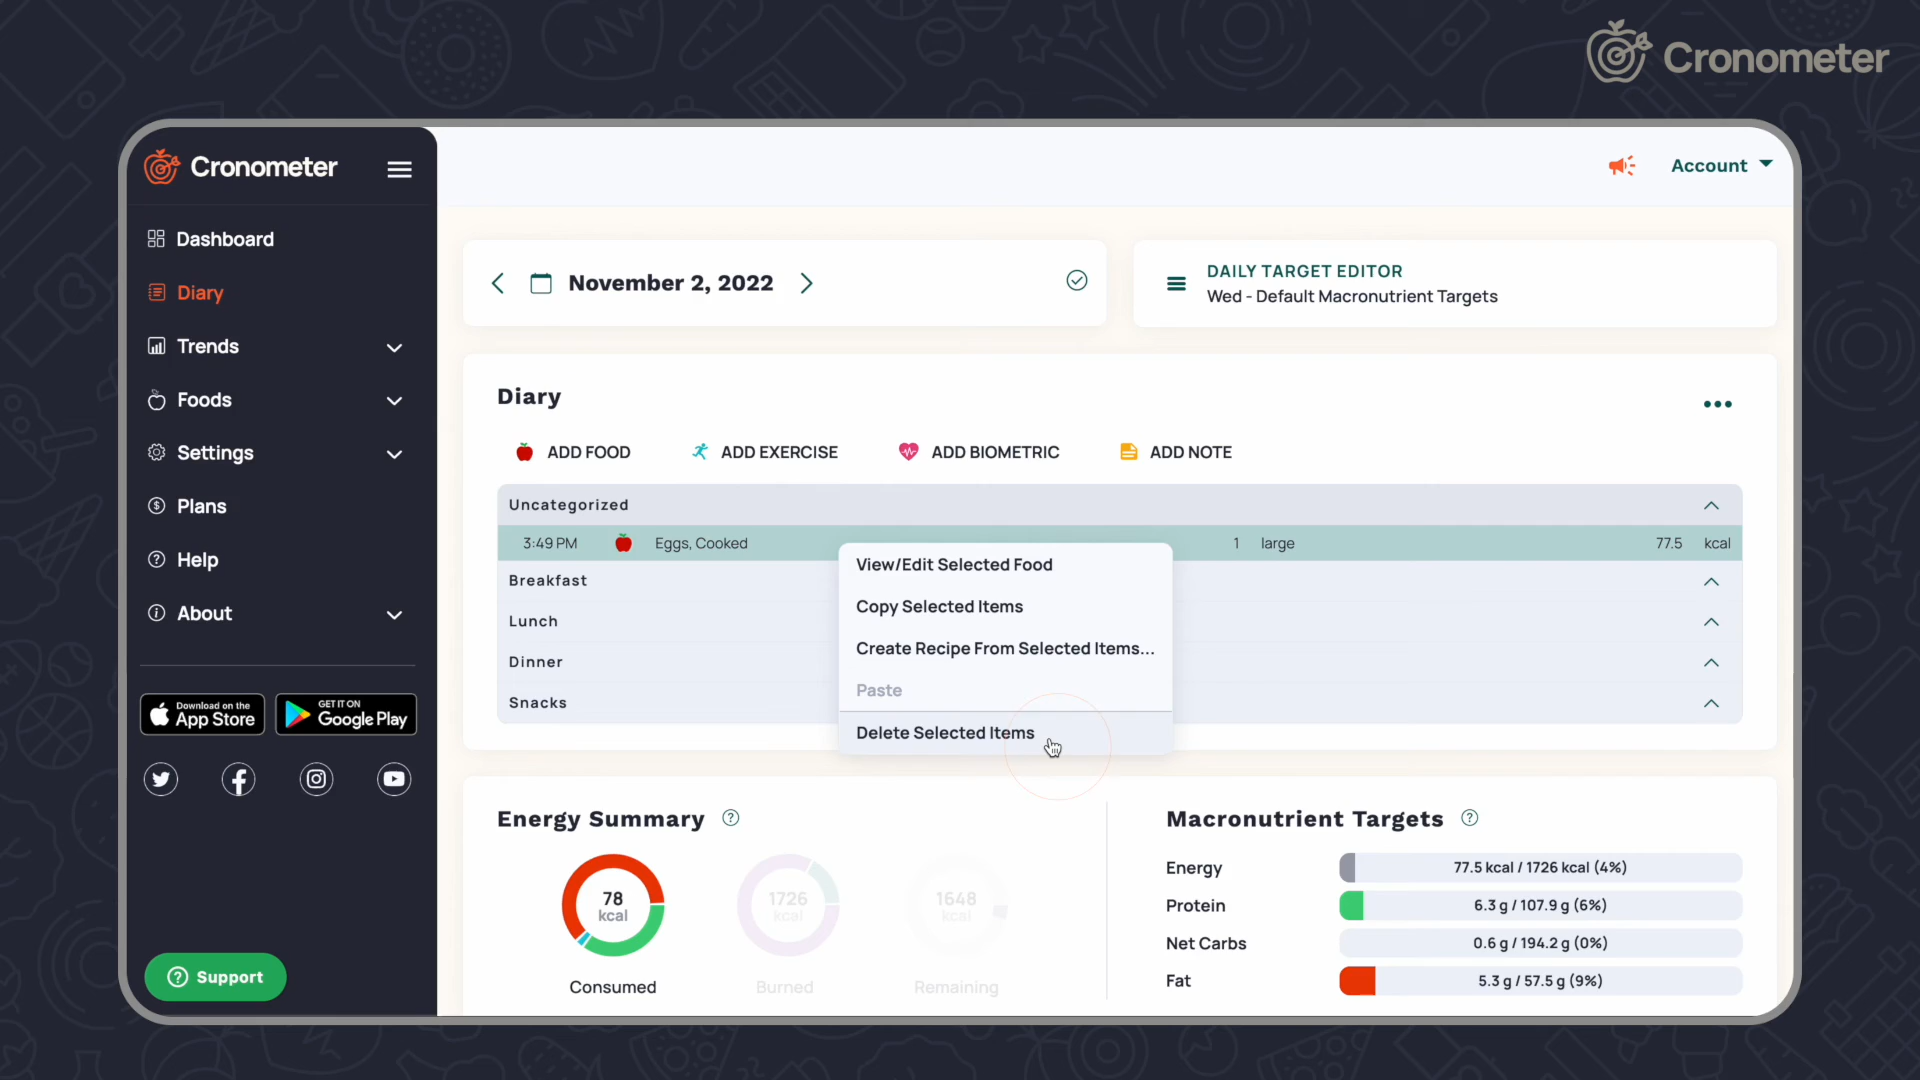 Cronometer
Cronometer
Account
Dashboard
Diary
Trends
Foods
Settings
Plans
Help
About
Download on the
App Store
GET IT ON
Google Play
Support
November 2, 2022
DAILY TARGET EDITOR
Wed - Default Macronutrient Targets
Diary
ADD FOOD
ADD EXERCISE
ADD BIOMETRIC
ADD NOTE
Uncategorized
3:49 PM Eggs, Cooked 1 large 77.5 kcal
Breakfast
Lunch
Dinner
Snacks
View/Edit Selected Food
Copy Selected Items
Create Recipe From Selected Items...
Paste
Delete Selected Items
Energy Summary
78
kcal
Consumed
1726
kcal
Burned
1648
kcal
Remaining
Macronutrient Targets
Energy 77.5 kcal / 1726 kcal (4%)
Protein 6.3 g / 107.9 g (6%)
Net Carbs 0.6 g / 194.2 g (0%)
Fat 5.3 g / 57.5 g (9%)